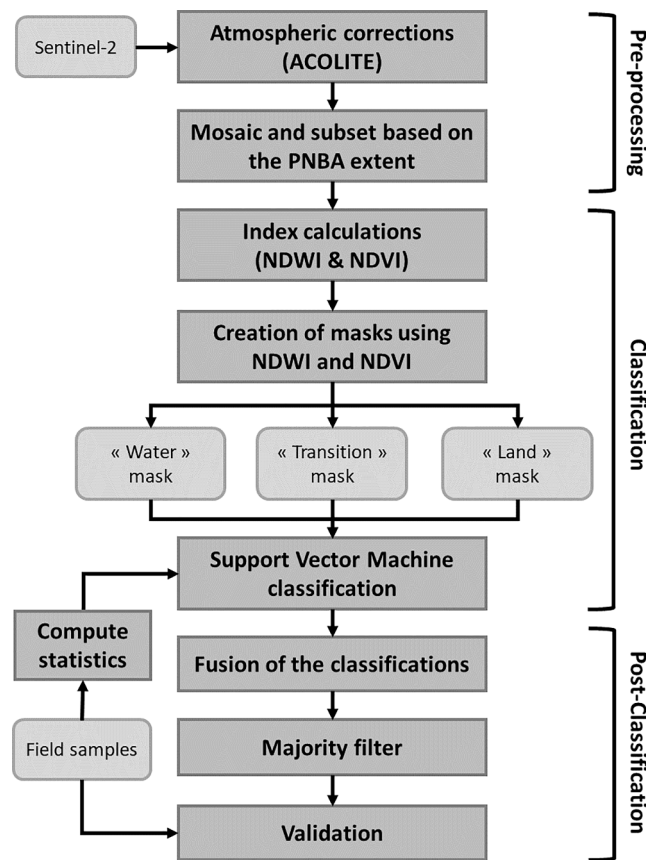 Sentinel-2
Atmospheric corrections
(ACOLITE)
Mosaic and subset based on
the PNBA extent
Pre-processing
Index calculations
(NDWI & NDVI)
Creation of masks using
NDWI and NDVI
« Water »
mask
« Transition »
mask
« Land »
mask
Support Vector Machine
classification
Classification
Compute
statistics
Fusion of the classifications
Field samples
Majority filter
Validation
Post-Classification